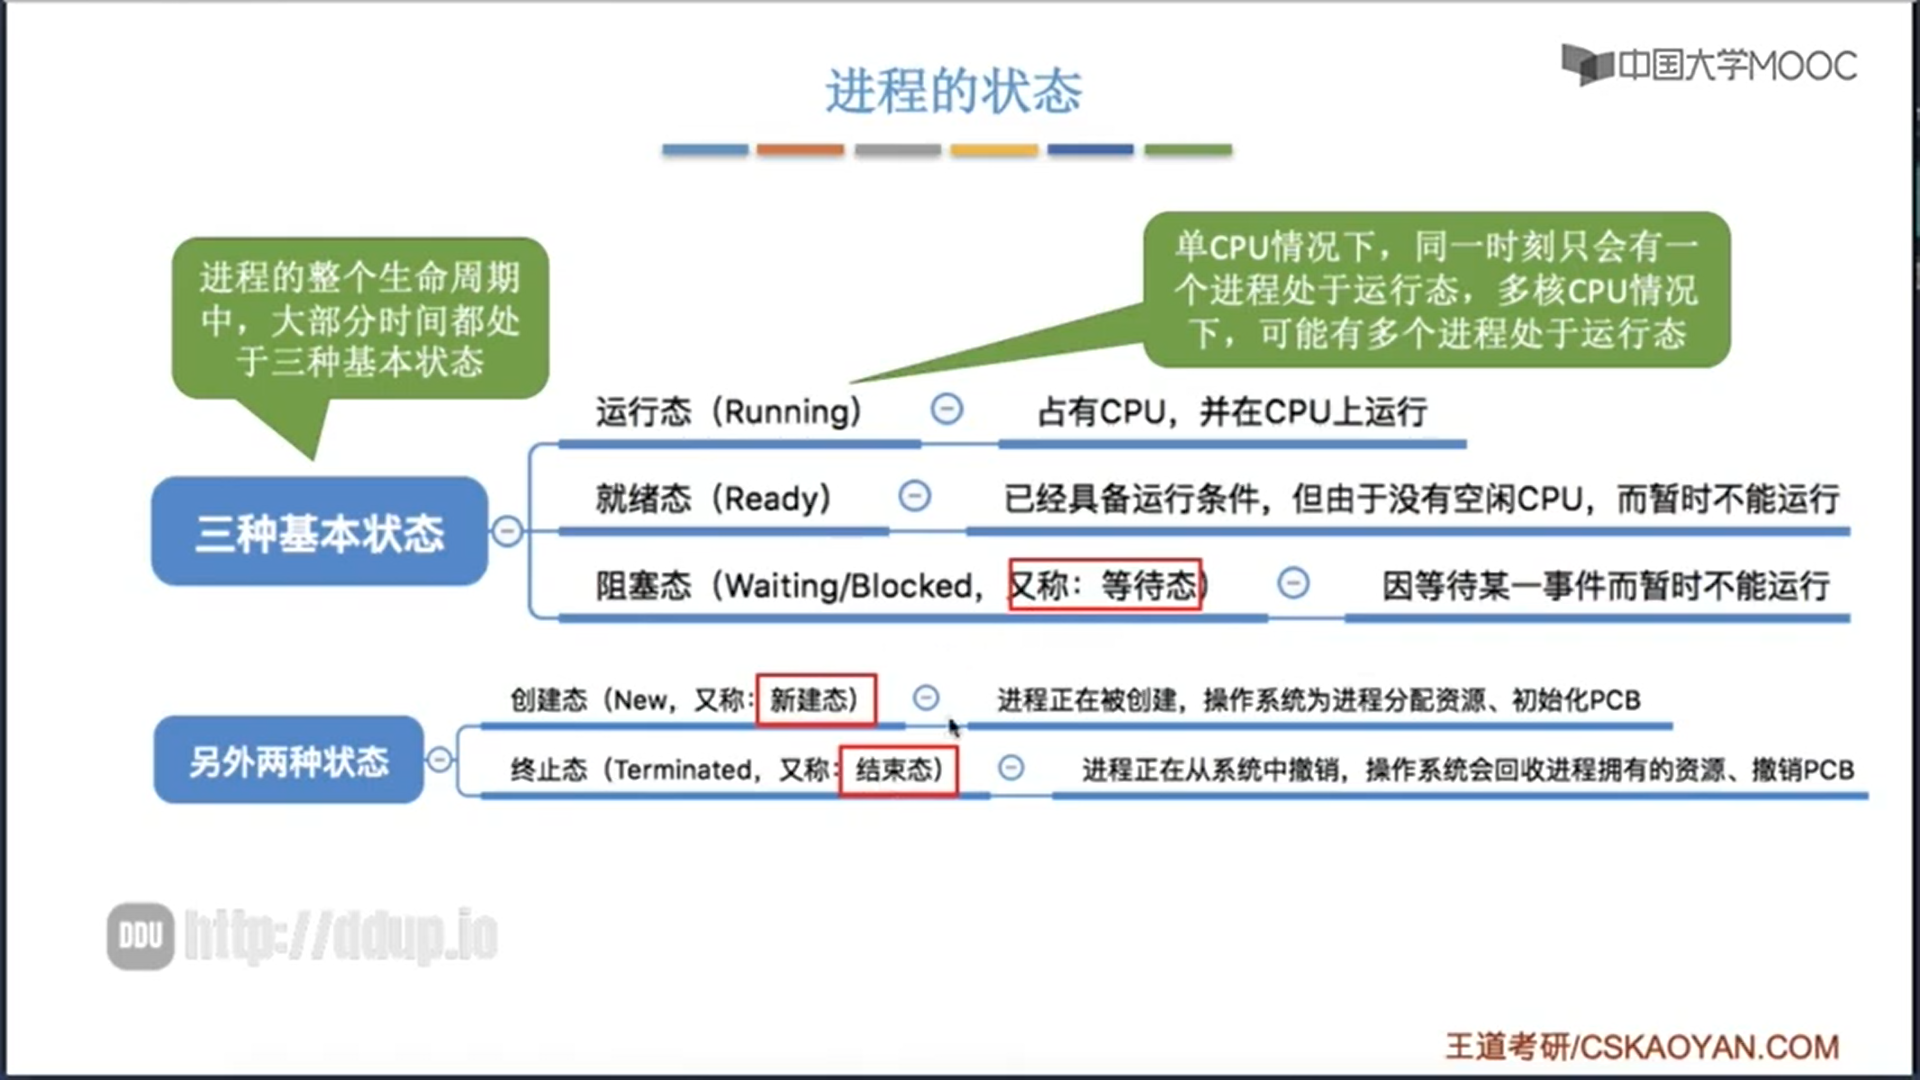 进程的状态
中国大学MOOC
进程的整个生命周期
中，大部分时间都处
于三种基本状态
单CPU情况下，同一时刻只会有一
个进程处于运行态，多核CPU情况
下，可能有多个进程处于运行态
三种基本状态
运行态（Running） 占有CPU，并在CPU上运行
就绪态（Ready） 已经具备运行条件，但由于没有空闲CPU，而暂时不能运行
阻塞态（Waiting/Blocked，又称：等待态） 因等待某一事件而暂时不能运行
另外两种状态
创建态（New，又称：新建态） 进程正在被创建，操作系统为进程分配资源、初始化PCB
终止态（Terminated，又称：结束态） 进程正在从系统中撤销，操作系统会回收进程拥有的资源、撤销PCB
DDU http://ddup.io
王道考研/CSKAOYAN.COM